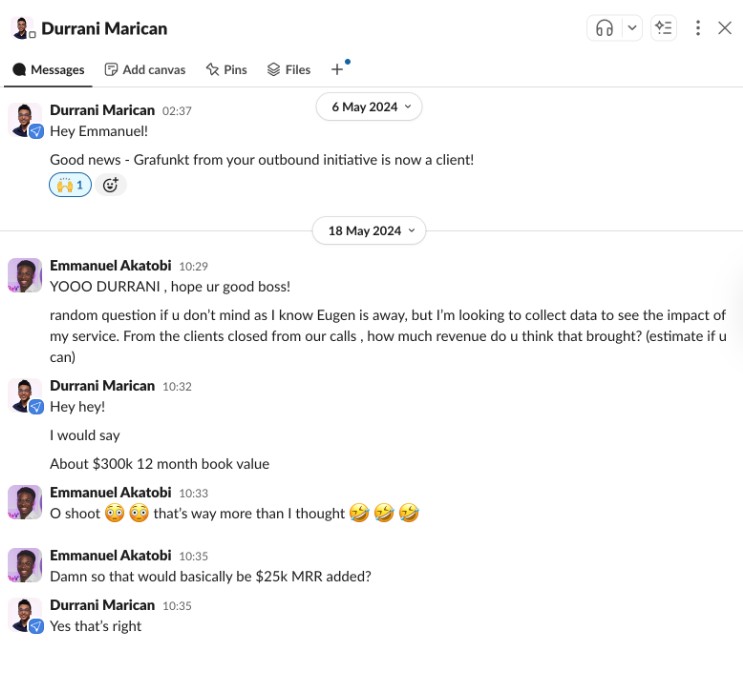 Durrani Marican
Messages Add canvas Pins Files
6 May 2024
Durrani Marican 02:37
Hey Emmanuel!
Good news - Grafunkt from your outbound initiative is now a client!
🙌 1
18 May 2024
Emmanuel Akatobi 10:29
YOOO DURRANI , hope ur good boss!
random question if u don’t mind as I know Eugen is away, but I’m looking to collect data to see the impact of
my service. From the clients closed from our calls , how much revenue do u think that brought? (estimate if u
can)
Durrani Marican 10:32
Hey hey!
I would say
About $300k 12 month book value
Emmanuel Akatobi 10:33
O shoot 😳 😳 that’s way more than I thought 🤣 🤣 🤣
Emmanuel Akatobi 10:35
Damn so that would basically be $25k MRR added?
Durrani Marican 10:35
Yes that’s right